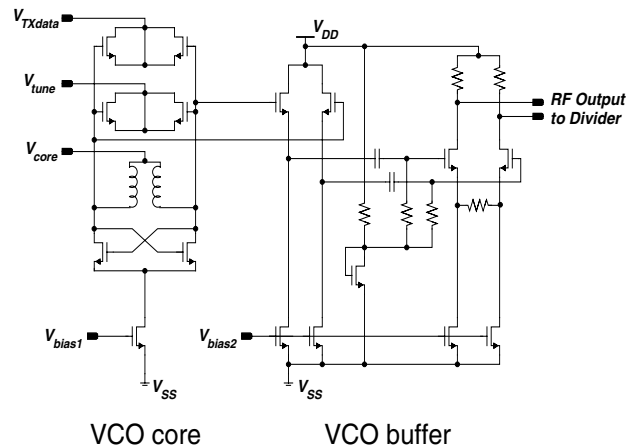 V_TXdata
V_DD
V_tune
RF Output
to Divider
V_core
V_bias1
V_bias2
V_SS
V_SS
VCO core
VCO buffer